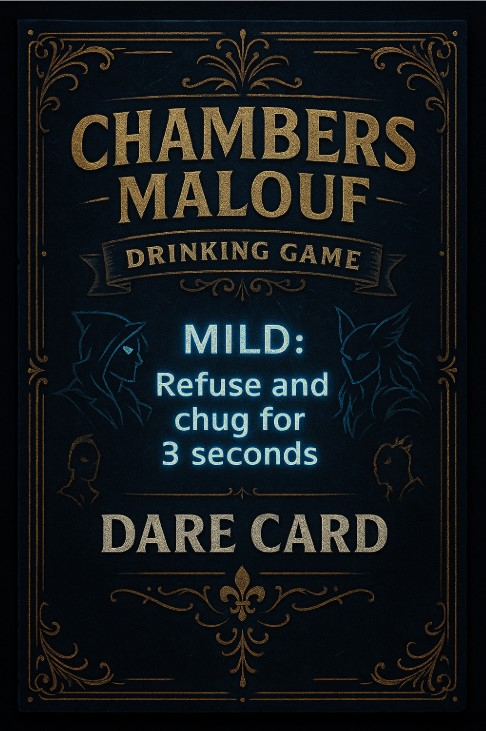 CHAMBERS
MALOUF
DRINKING GAME
MILD:
Refuse and
chug for
3 seconds
DARE CARD